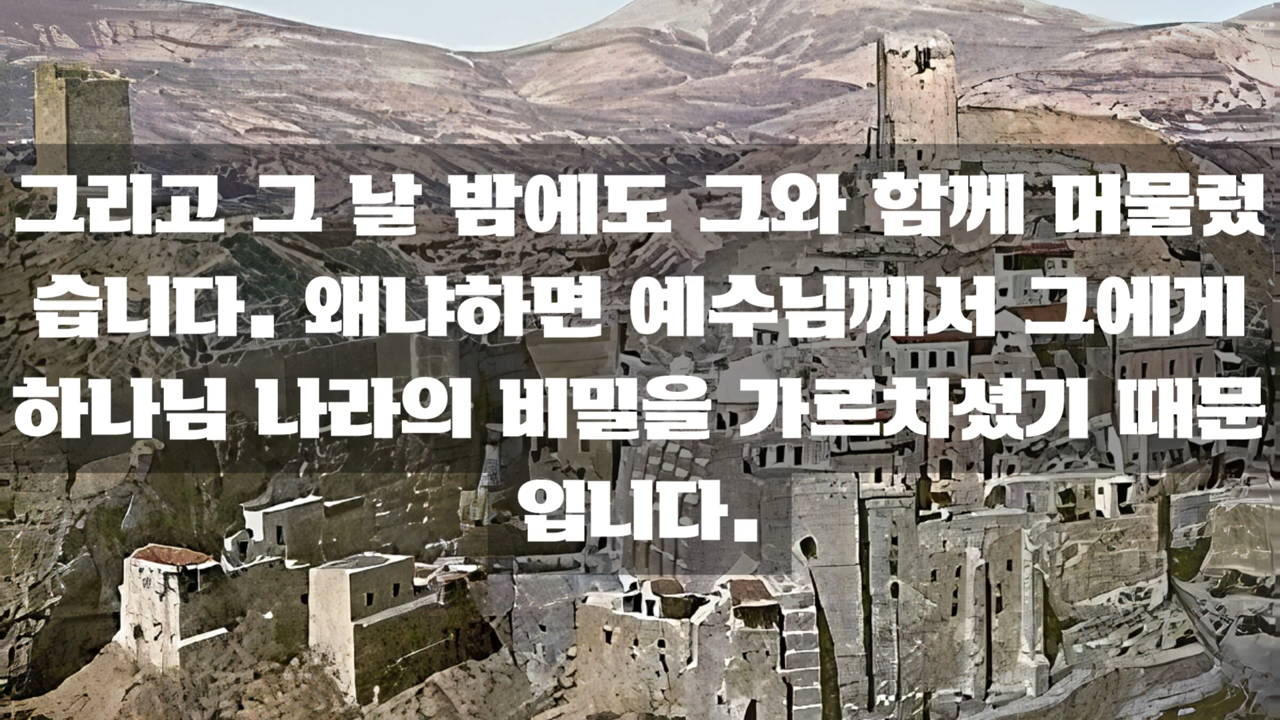 그리고 그 날 밤에도 그와 함께 머물렀
습니다. 왜냐하면 예수님께서 그에게
하나님 나라의 비밀을 가르치셨기 때문
입니다.